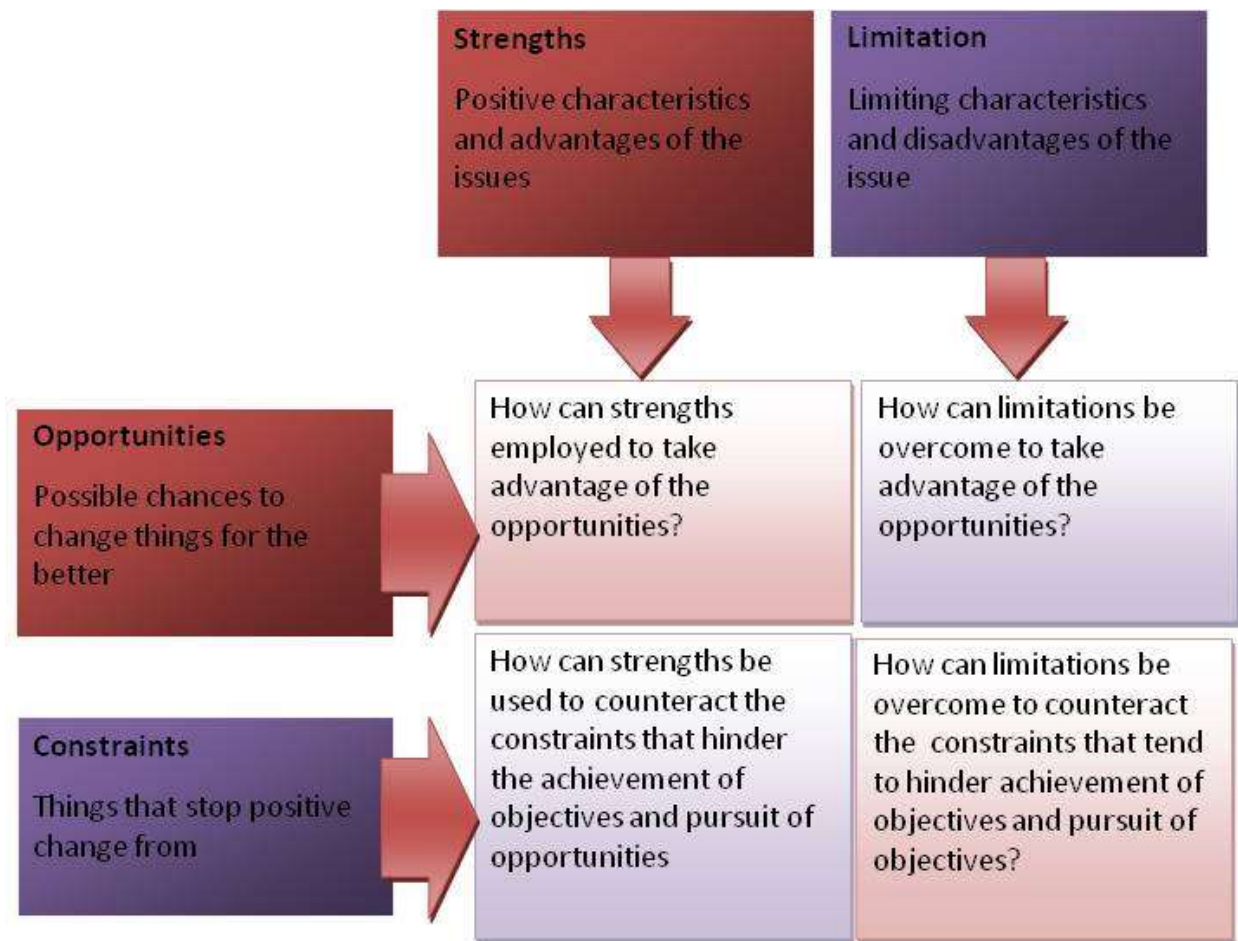 Strengths
Positive characteristics
and advantages of the
issues
Limitation
Limiting characteristics
and disadvantages of the
issue
Opportunities
Possible chances to
change things for the
better
How can strengths
employed to take
advantage of the
opportunities?
How can limitations be
overcome to take
advantage of the
opportunities?
Constraints
Things that stop positive
change from
How can strengths be
used to counteract the
constraints that hinder
the achievement of
objectives and pursuit of
opportunities
How can limitations be
overcome to counteract
the constraints that tend
to hinder achievement of
objectives and pursuit of
objectives?